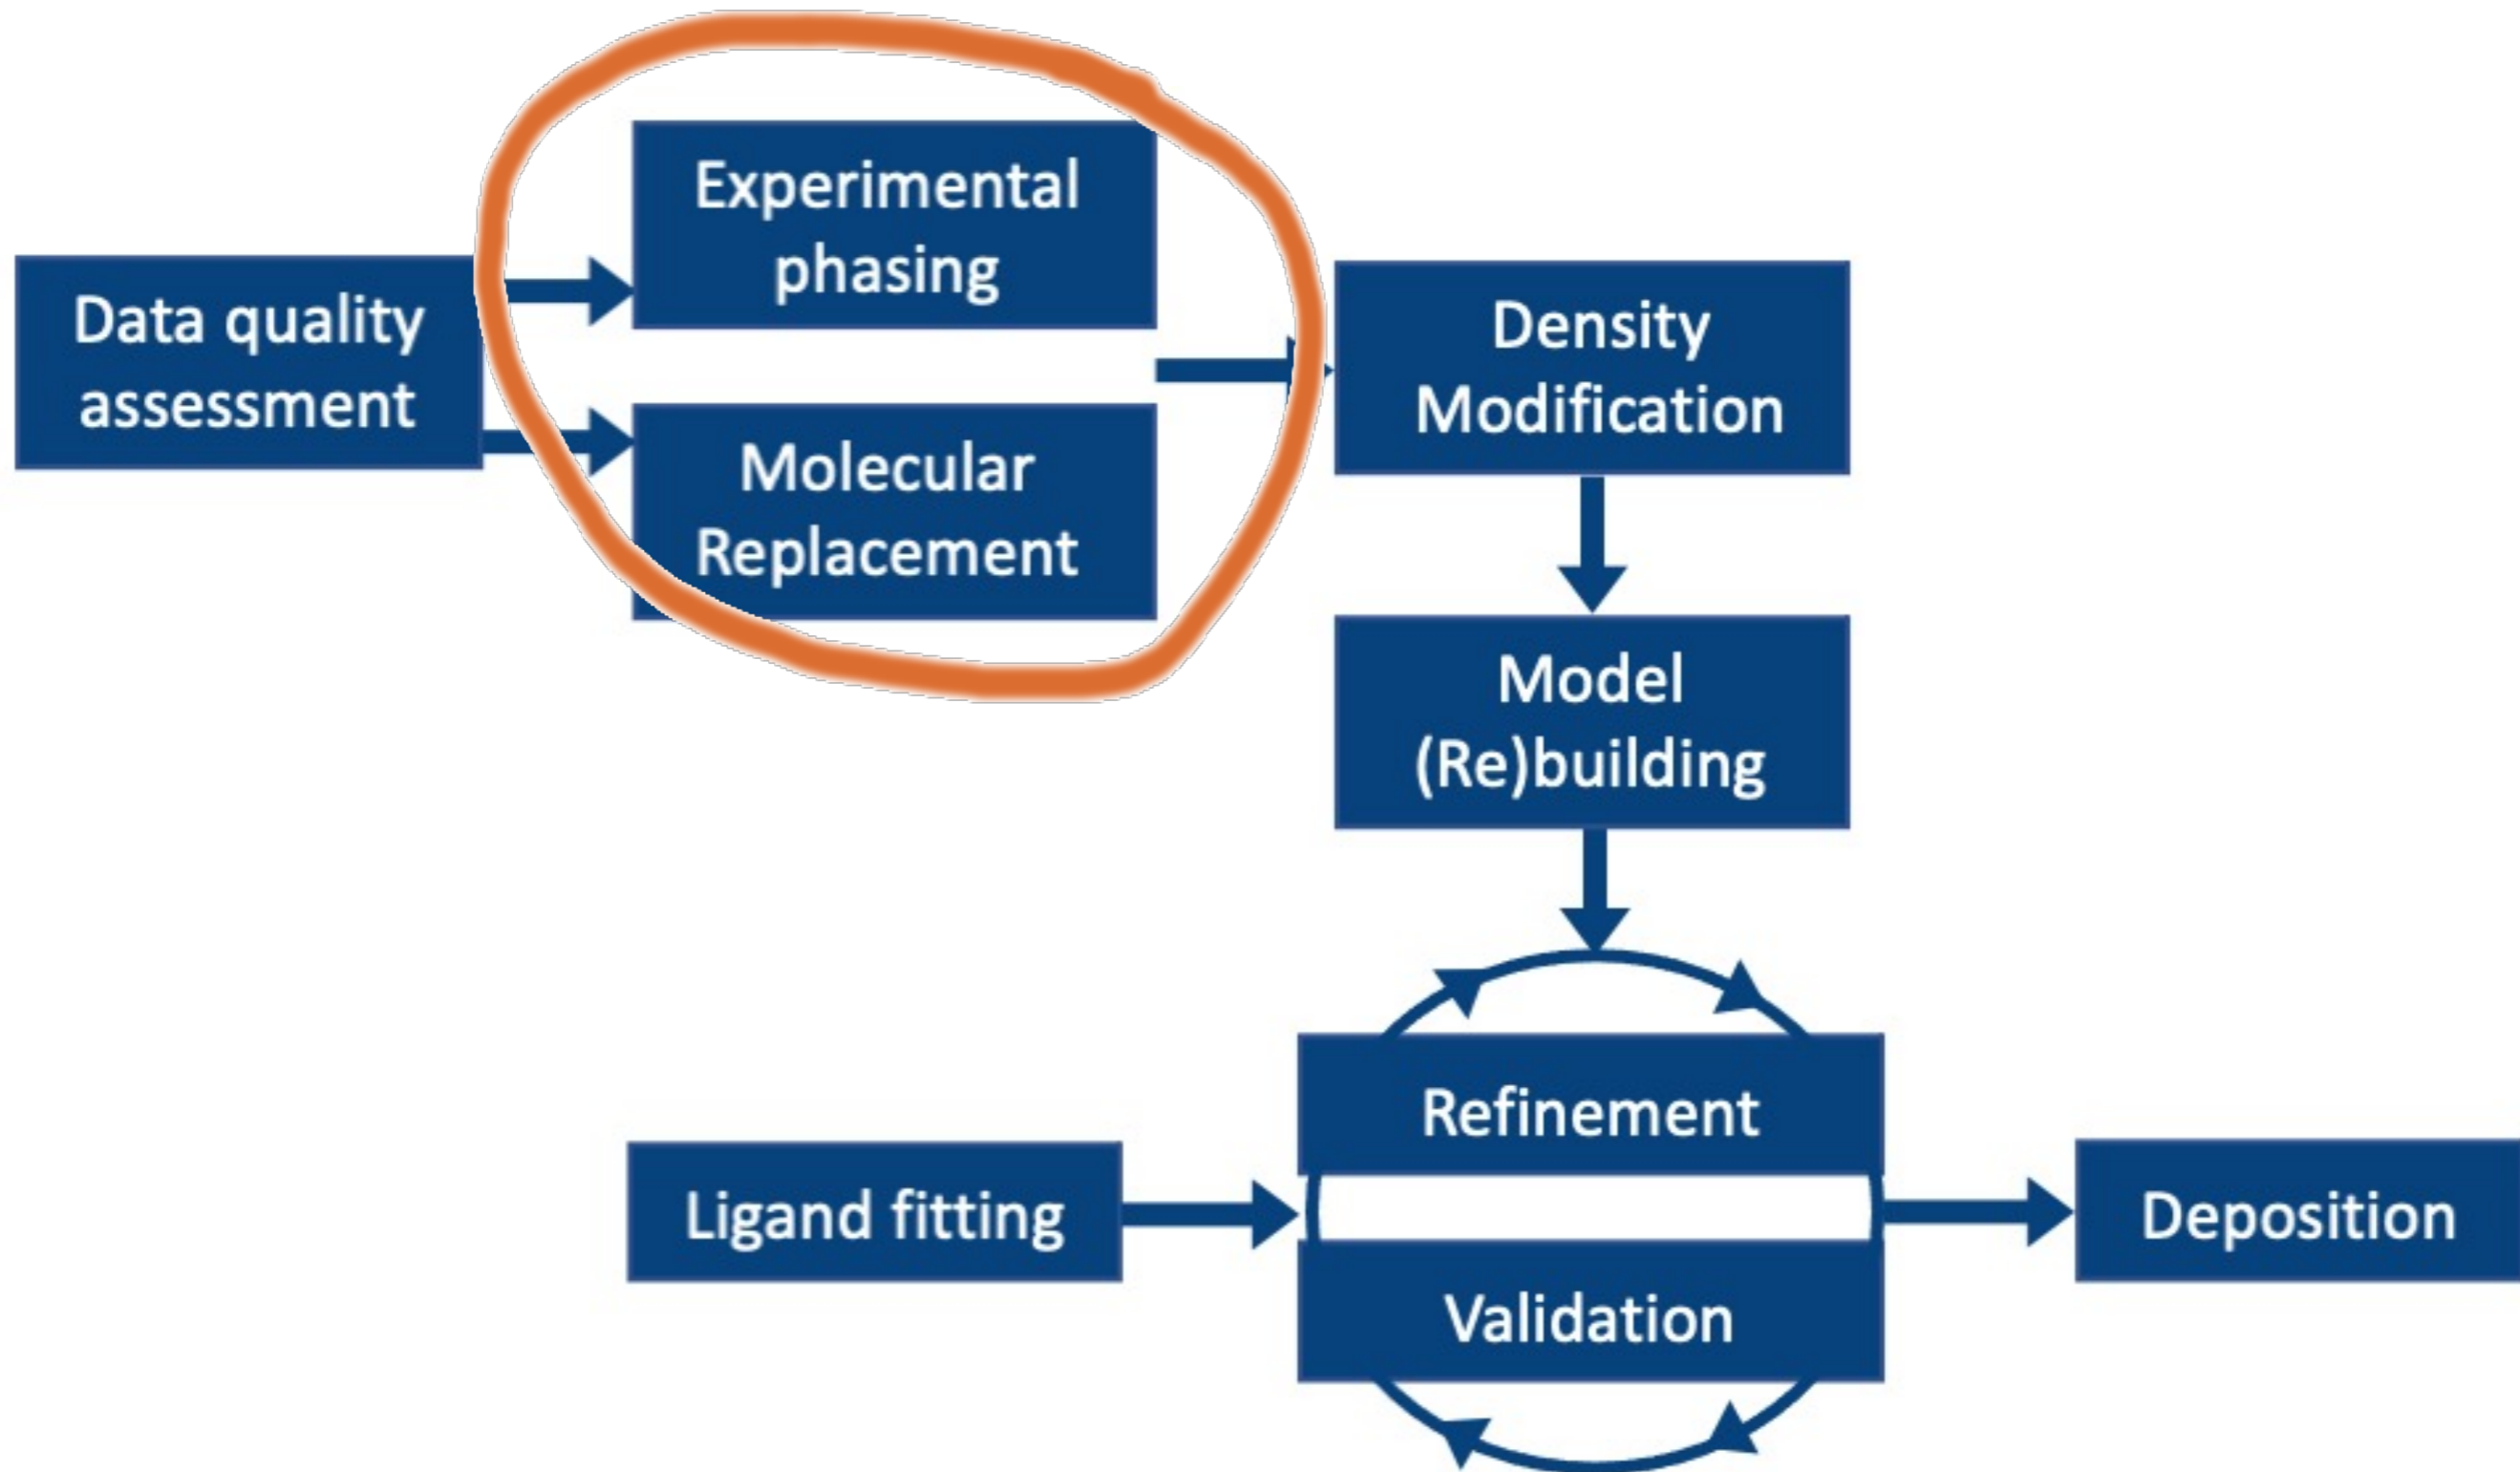 Experimental
phasing
Data quality
assessment
Molecular
Replacement
Density
Modification
Model
(Re)building
Refinement
Ligand fitting
Validation
Deposition